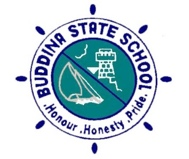 BUDDINA STATE SCHOOL
.Honour .Honesty .Pride.